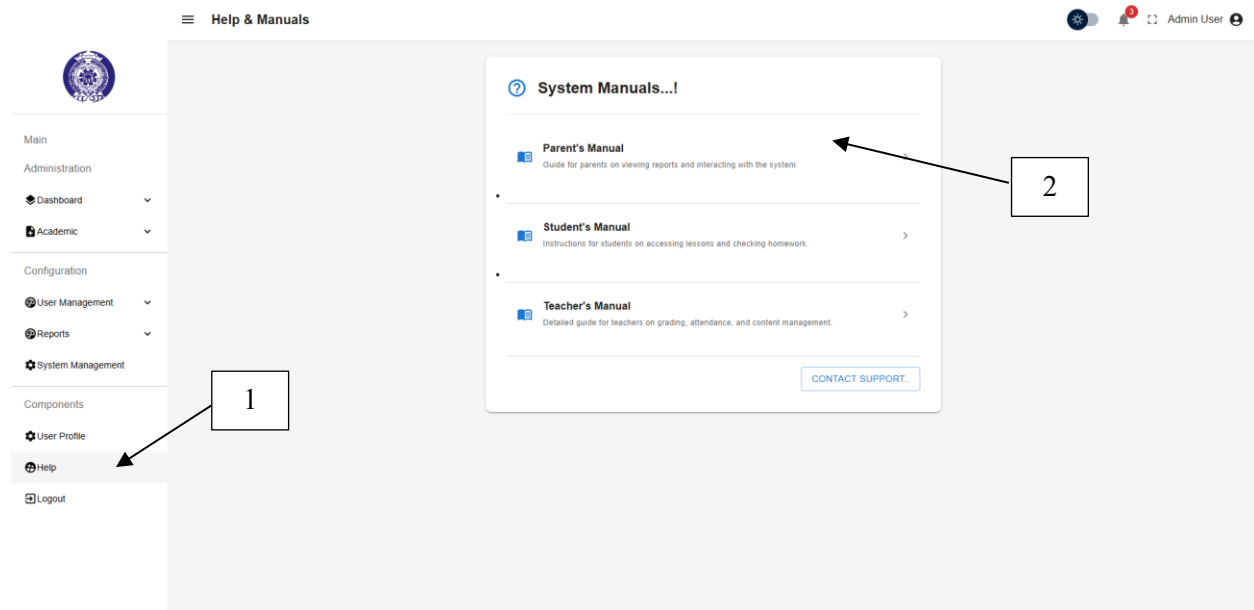 Help & Manuals
3
Admin User
Main
Administration
Dashboard
Academic
Configuration
User Management
Reports
System Management
Components
User Profile
Help
Logout
1
System Manuals...!
Parent's Manual
Guide for parents on viewing reports and interacting with the system.
Student's Manual
Instructions for students on accessing lessons and checking homework.
Teacher's Manual
Detailed guide for teachers on grading, attendance, and content management.
CONTACT SUPPORT..
2